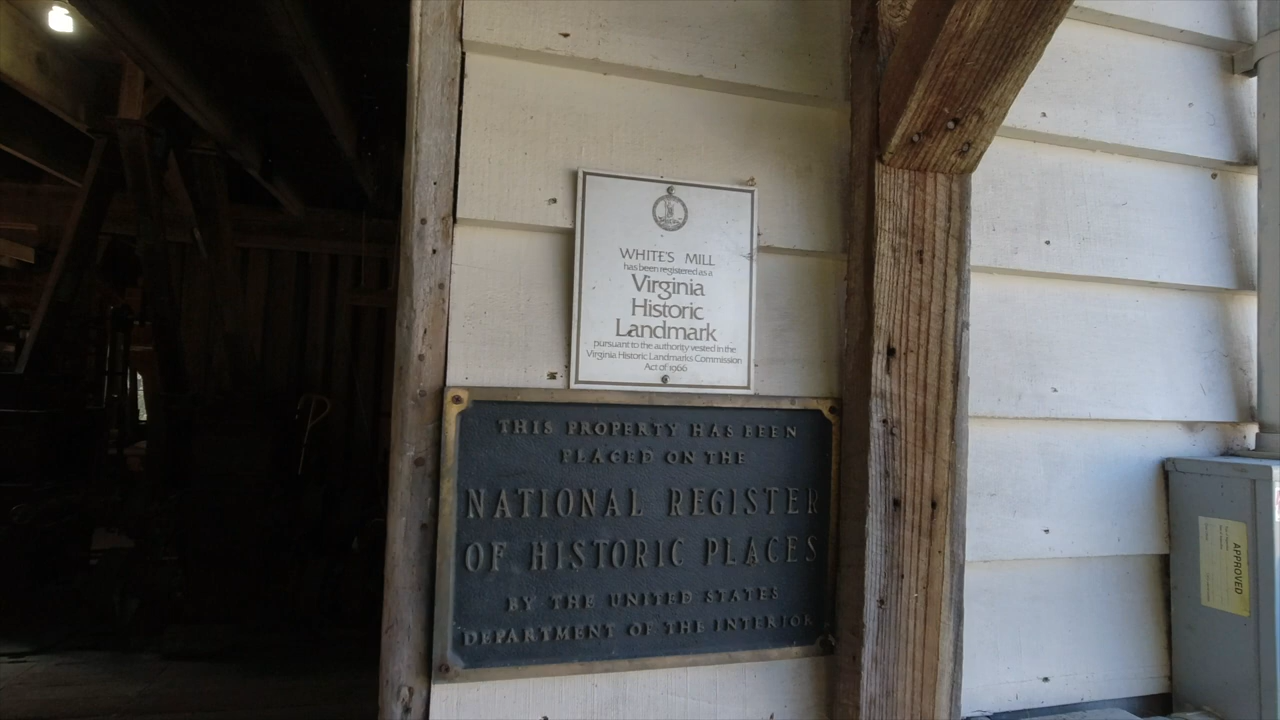 WHITE'S MILL
has been registered as a
Virginia
Historic
Landmark
pursuant to the authority vested in the
Virginia Historic Landmarks Commission
Act of 1966
THIS PROPERTY HAS BEEN
PLACED ON THE
NATIONAL REGISTER
OF HISTORIC PLACES
BY THE UNITED STATES
DEPARTMENT OF THE INTERIOR
APPROVED